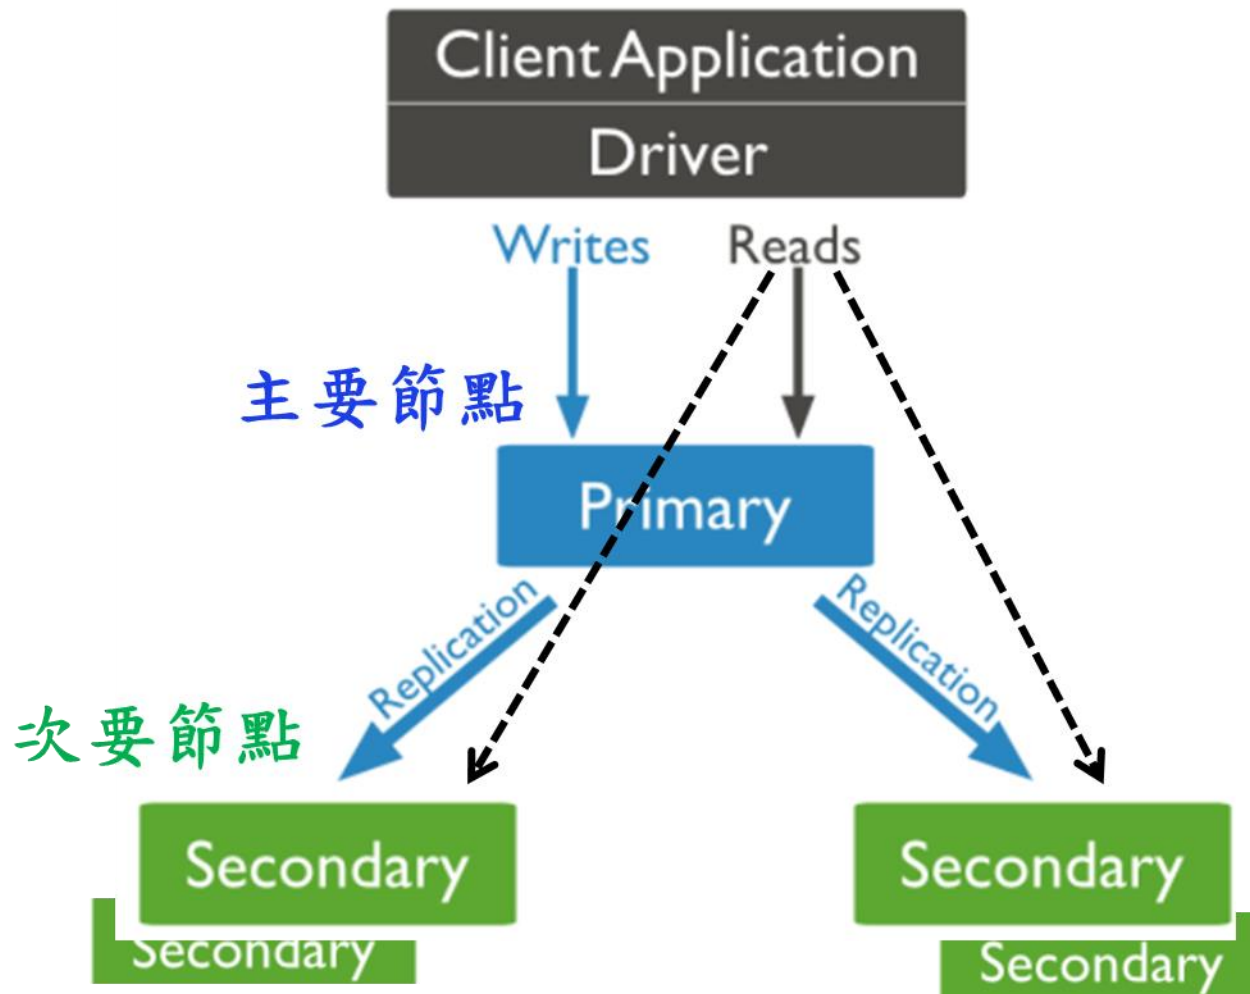 Client Application
Driver
Writes
Reads
主要節點
Primary
Replication
Replication
次要節點
Secondary
Secondary
Secondary
Secondary